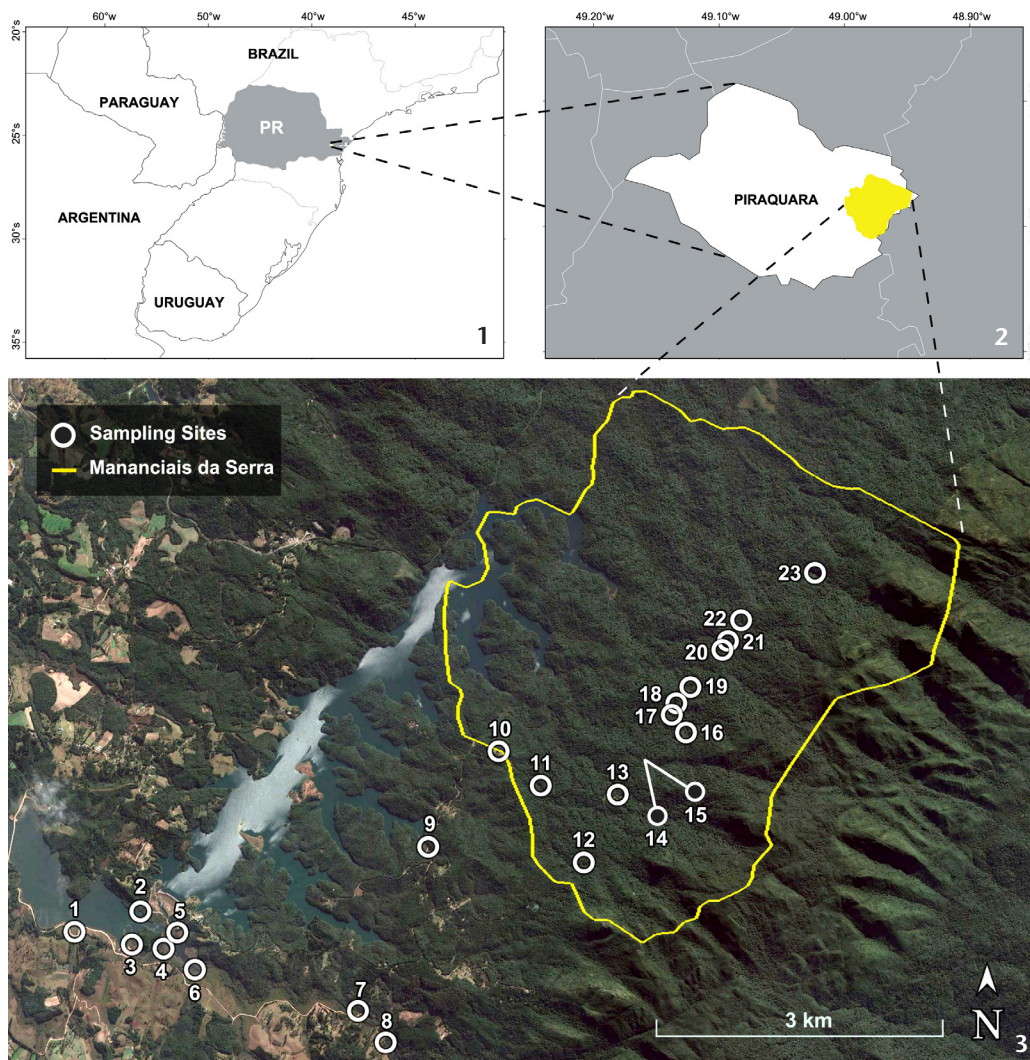 60°W 50°W 40°W 45°W
20°s
25°s
30°s
35°s
BRAZIL
PARAGUAY
PR
ARGENTINA
URUGUAY
1
49.20°W 49.10°W 49.00°W 48.90°W
PIRAQUARA
2
Sampling Sites
Mananciais da Serra
23
22
21
20
19
18
17
16
10
11
13
15
14
12
9
2
1
5
3
4
6
7
8
3 km
N
3